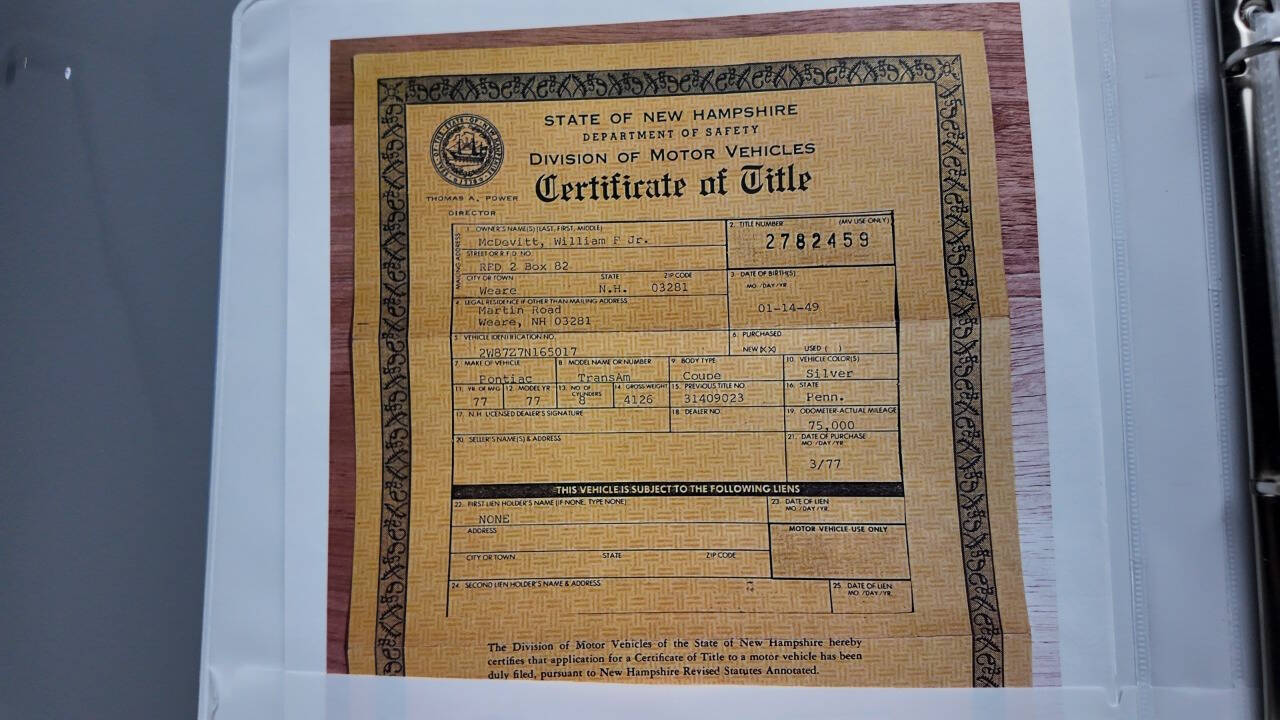 STATE OF NEW HAMPSHIRE
DEPARTMENT OF SAFETY
DIVISION OF MOTOR VEHICLES
Certificate of Title
THOMAS A. POWER
DIRECTOR
MAILING ADDRESS
1. OWNER'S NAME(S) (LAST, FIRST, MIDDLE)
McDevitt, William F Jr.
2. TITLE NUMBER (MV USE ONLY)
2782459
STREET OR R.F.D. NO.
RFD 2 Box 82
CITY OR TOWN STATE ZIP CODE
Weare N.H. 03281
3. DATE OF BIRTH(S)
MO./DAY/YR.
01-14-49
4. LEGAL RESIDENCE IF OTHER THAN MAILING ADDRESS
Martin Road
Weare, NH 03281
5. VEHICLE IDENTIFICATION NO.
2W87Z7N165017
6. PURCHASED
NEW (XX) USED ( )
7. MAKE OF VEHICLE 8. MODEL NAME OR NUMBER 9. BODY TYPE 10. VEHICLE COLOR(S)
Pontiac TransAm Coupe Silver
11. YR. OF MFG. 12. MODEL YR. 13. NO. OF CYLINDERS 14. GROSS WEIGHT 15. PREVIOUS TITLE NO. 16. STATE
77 77 8 4126 31409023 Penn.
17. N.H. LICENSED DEALER'S SIGNATURE 18. DEALER NO. 19. ODOMETER-ACTUAL MILEAGE
75,000
20. SELLER'S NAME(S) & ADDRESS 21. DATE OF PURCHASE
MO./DAY/YR.
3/77
THIS VEHICLE IS SUBJECT TO THE FOLLOWING LIENS
22. FIRST LIEN HOLDER'S NAME (IF NONE, TYPE NONE) 23. DATE OF LIEN
MO./DAY/YR.
NONE
ADDRESS MOTOR VEHICLE USE ONLY
CITY OR TOWN STATE ZIP CODE
24. SECOND LIEN HOLDER'S NAME & ADDRESS 25. DATE OF LIEN
MO./DAY/YR.
The Division of Motor Vehicles of the State of New Hampshire hereby
certifies that application for a Certificate of Title to a motor vehicle has been
duly filed, pursuant to New Hampshire Revised Statutes Annotated.